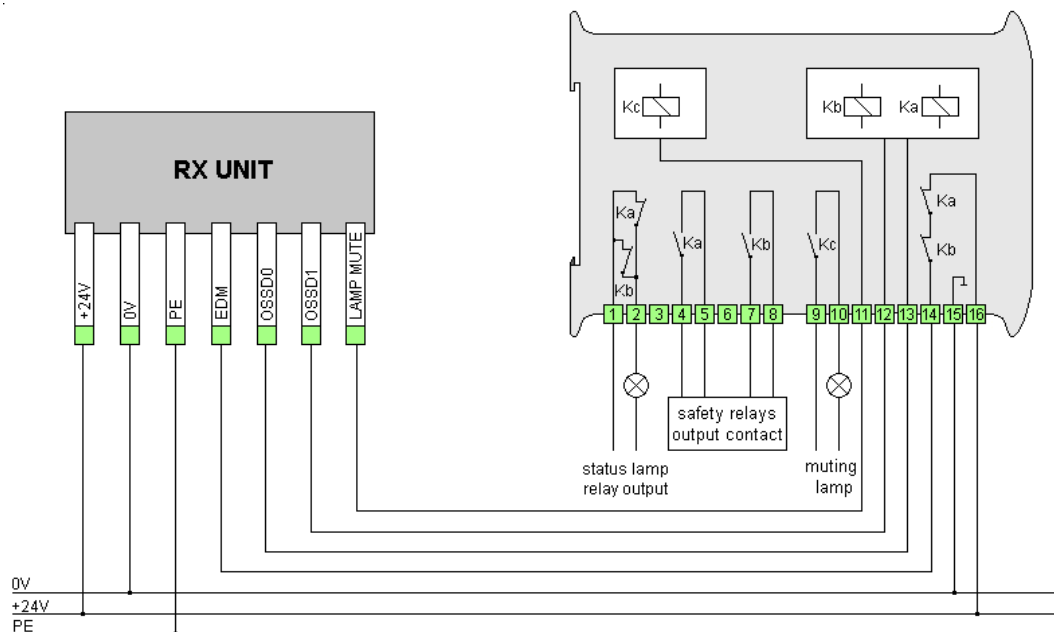 Kc
Kb
Ka
RX UNIT
Ka
Kb
Ka
Kb
Kc
Ka
Kb
+24V
0V
PE
EDM
OSSD0
OSSD1
LAMP MUTE
1 2 3 4 5 6 7 8 9 10 11 12 13 14 15 16
safety relays
output contact
status lamp
relay output
muting
lamp
0V
+24V
PE